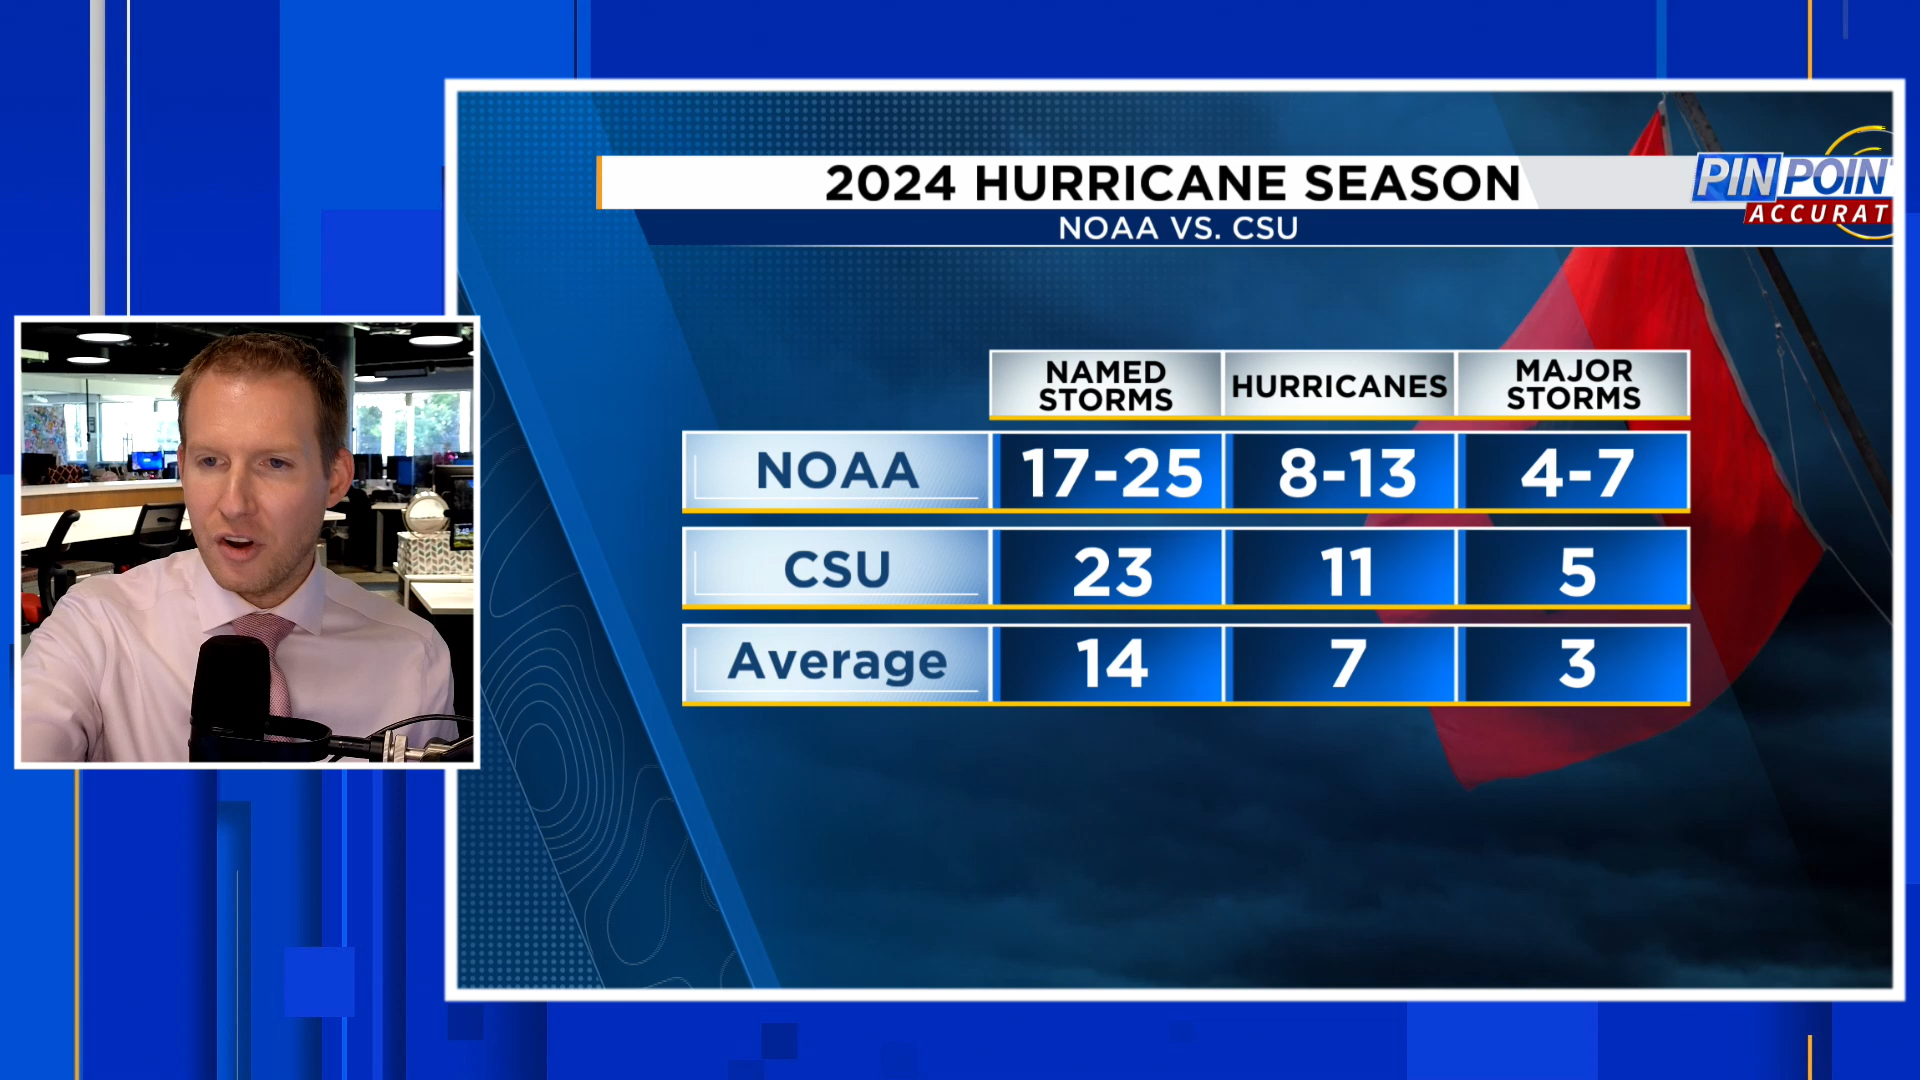 2024 HURRICANE SEASON
NOAA VS. CSU
PINPOIN
ACCURAT
NAMED STORMS
HURRICANES
MAJOR STORMS
NOAA 17-25 8-13 4-7
CSU 23 11 5
Average 14 7 3